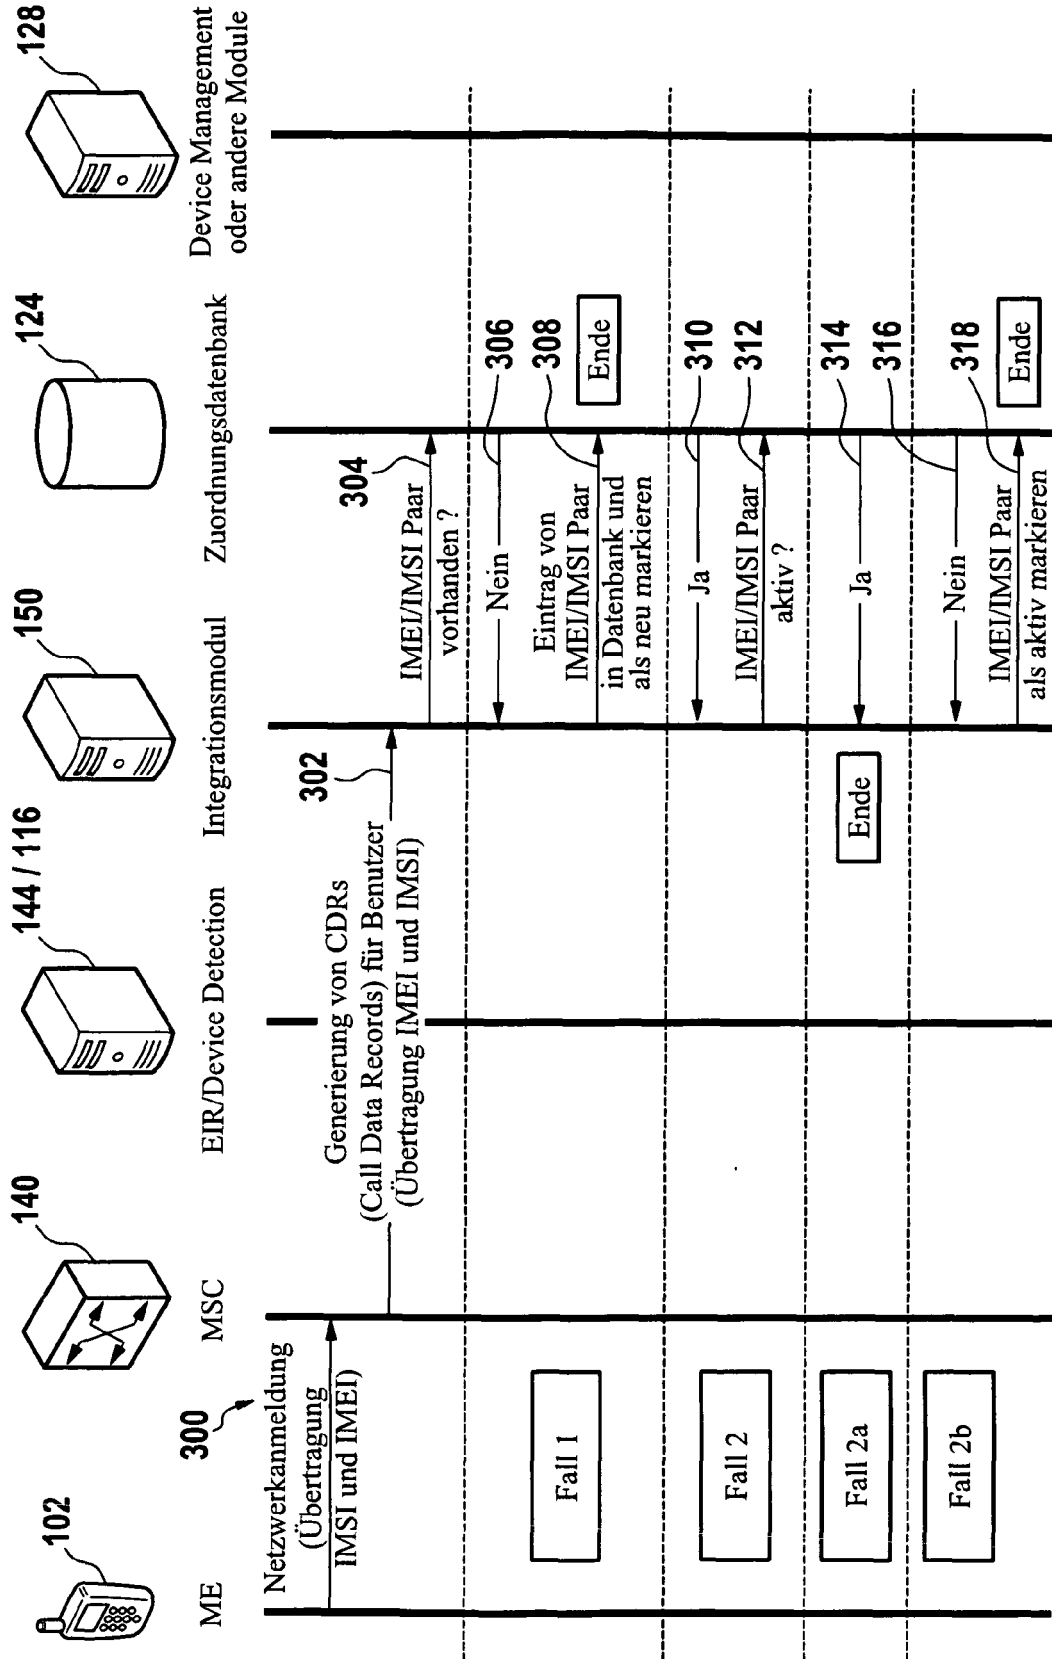 102
140
144 / 116
150
124
128
ME
MSC
EIR/Device Detection
Integrationsmodul
Zuordnungsdatenbank
Device Management
oder andere Module
300
Netzwerkanmeldung
(Übertragung
IMSI und IMEI)
Generierung von CDRs
(Call Data Records) für Benutzer
(Übertragung IMEI und IMSI)
302
304
IMEI/IMSI Paar
vorhanden ?
Fall 1
Nein
306
Eintrag von
IMEI/IMSI Paar
in Datenbank und
als neu markieren
308
Ende
Fall 2
Ja
310
IMEI/IMSI Paar
aktiv ?
312
Fall 2a
Ende
Ja
314
Fall 2b
Nein
316
IMEI/IMSI Paar
als aktiv markieren
318
Ende